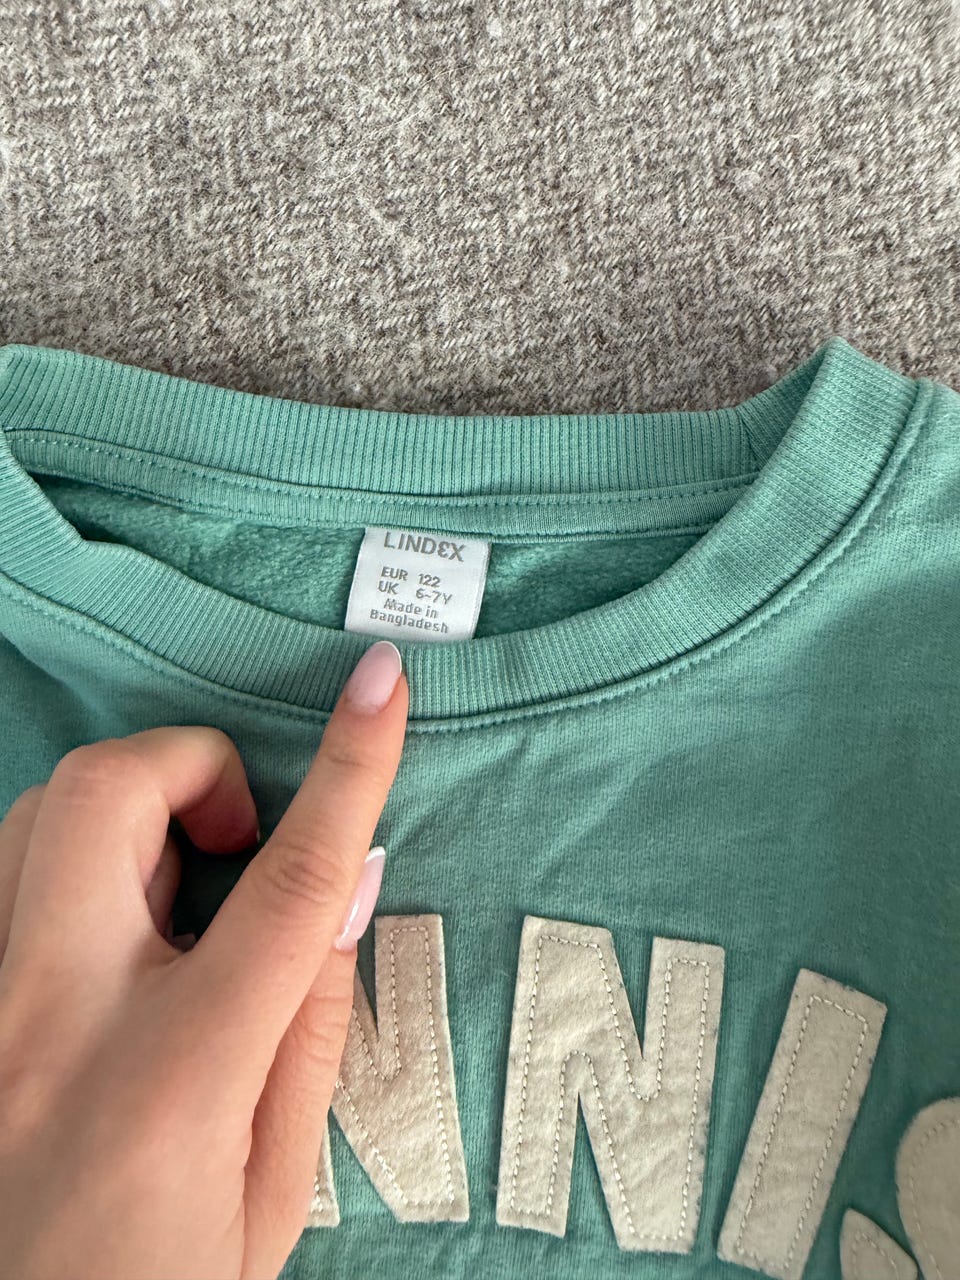 LINDEX
EUR 122
UK 6-7Y
Made in
Bangladesh
NNIS